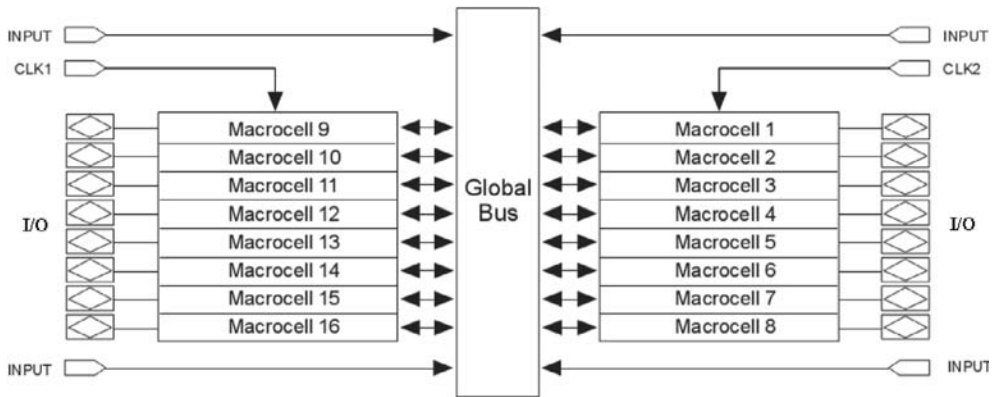 INPUT
INPUT
CLK1
CLK2
Macrocell 9
Macrocell 10
Macrocell 11
Macrocell 12
Macrocell 13
Macrocell 14
Macrocell 15
Macrocell 16
I/O
Global
Bus
Macrocell 1
Macrocell 2
Macrocell 3
Macrocell 4
Macrocell 5
Macrocell 6
Macrocell 7
Macrocell 8
I/O
INPUT
INPUT